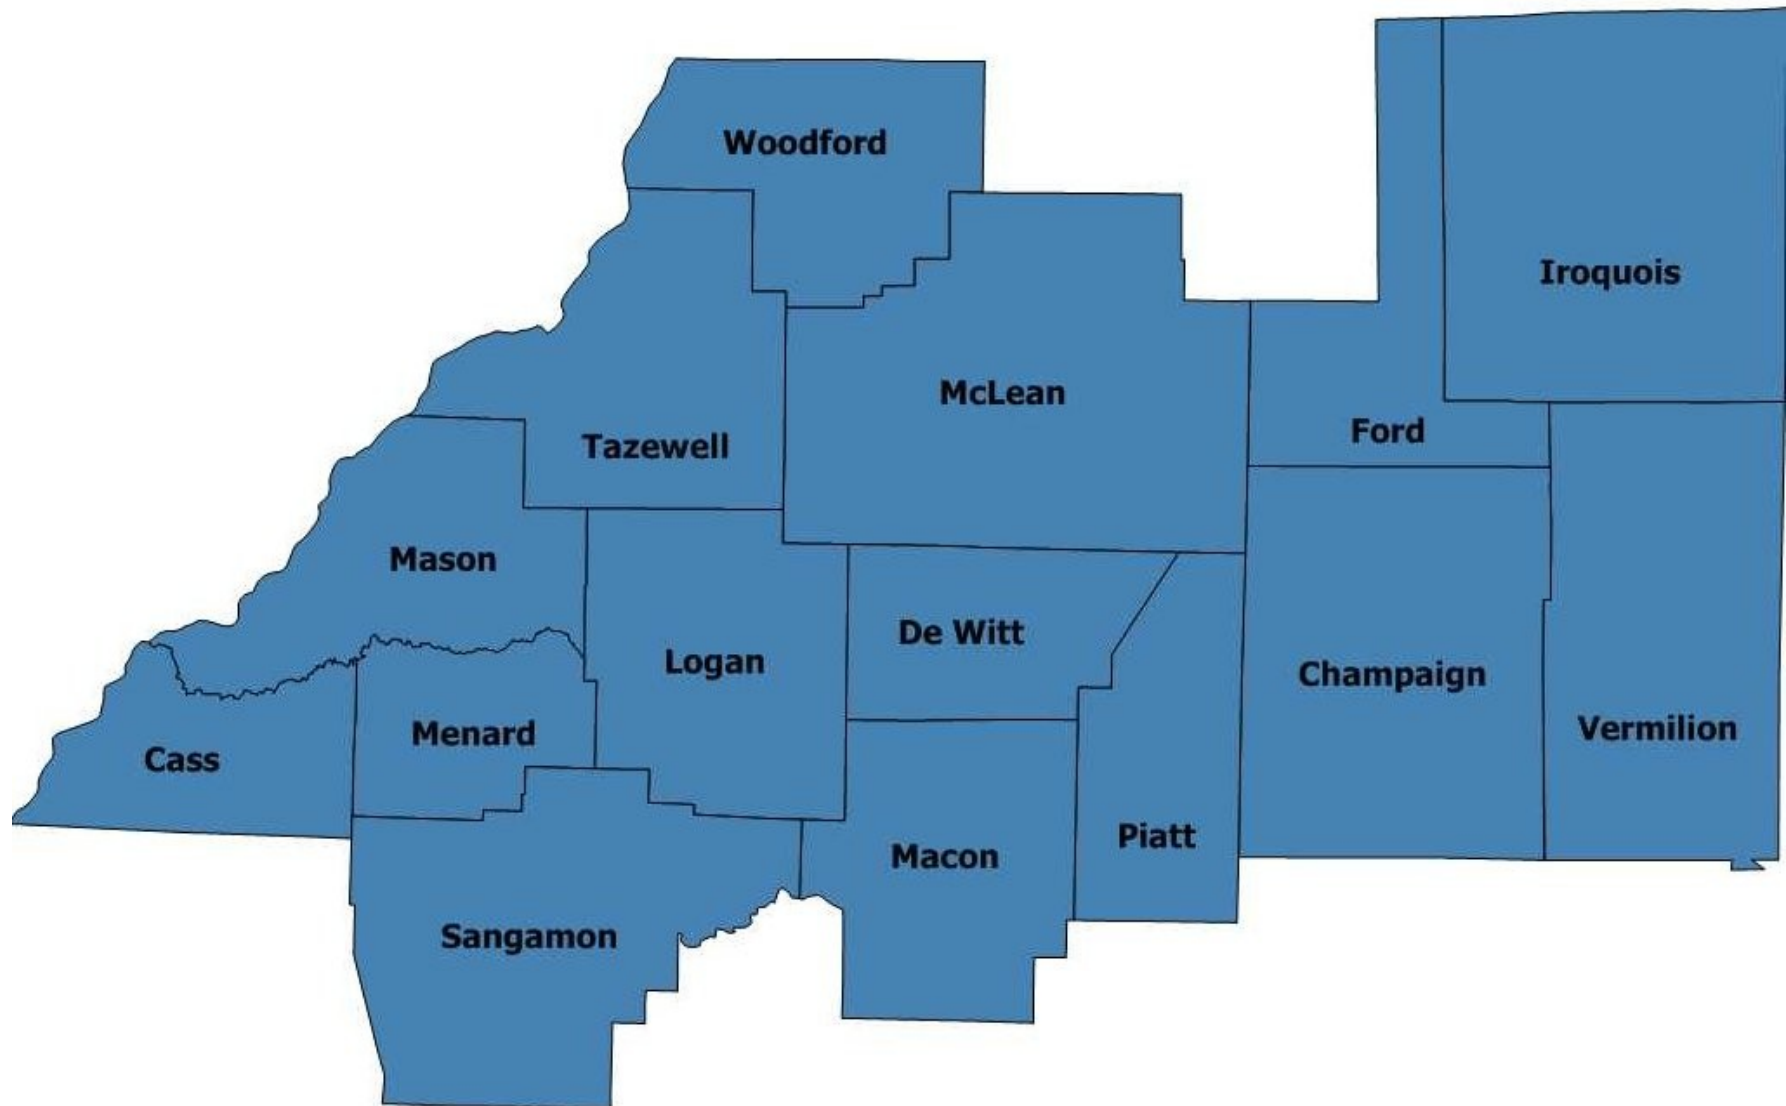 Woodford
Iroquois
McLean
Ford
Tazewell
Mason
De Witt
Logan
Champaign
Vermilion
Menard
Cass
Piatt
Macon
Sangamon